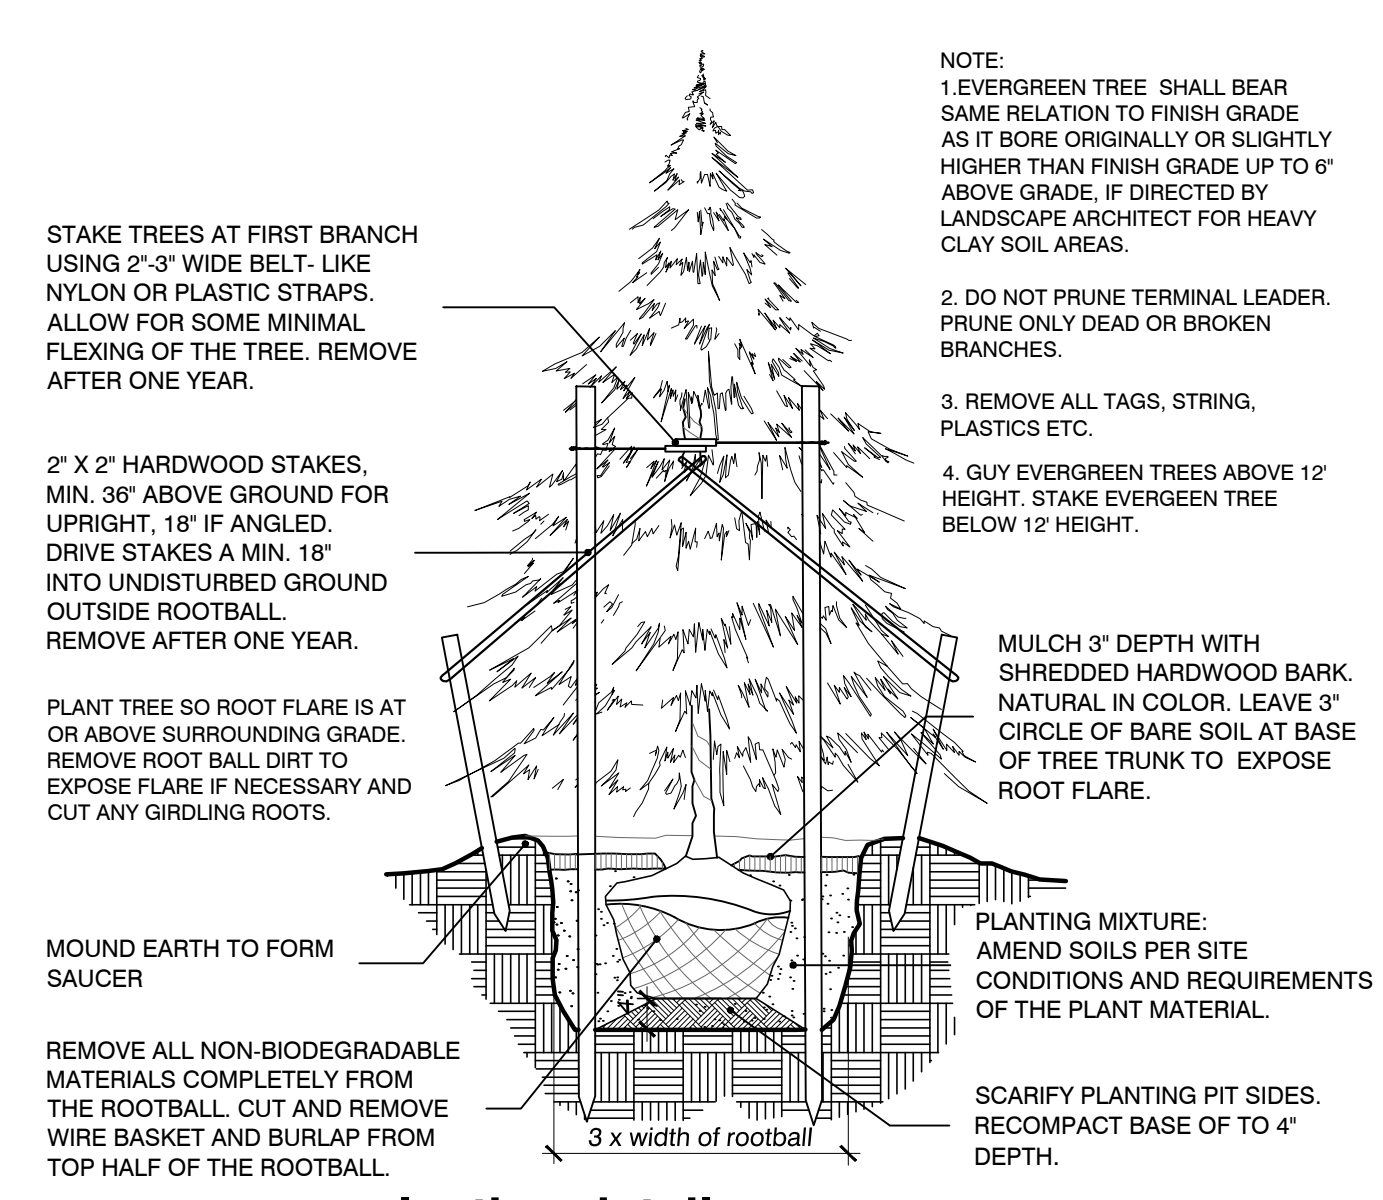 NOTE:
1.EVERGREEN TREE SHALL BEAR
SAME RELATION TO FINISH GRADE
AS IT BORE ORIGINALLY OR SLIGHTLY
HIGHER THAN FINISH GRADE UP TO 6"
ABOVE GRADE, IF DIRECTED BY
LANDSCAPE ARCHITECT FOR HEAVY
CLAY SOIL AREAS.
2. DO NOT PRUNE TERMINAL LEADER.
PRUNE ONLY DEAD OR BROKEN
BRANCHES.
3. REMOVE ALL TAGS, STRING,
PLASTICS ETC.
4. GUY EVERGREEN TREES ABOVE 12'
HEIGHT. STAKE EVERGEEN TREE
BELOW 12' HEIGHT.
STAKE TREES AT FIRST BRANCH
USING 2"-3" WIDE BELT- LIKE
NYLON OR PLASTIC STRAPS.
ALLOW FOR SOME MINIMAL
FLEXING OF THE TREE. REMOVE
AFTER ONE YEAR.
2" X 2" HARDWOOD STAKES,
MIN. 36" ABOVE GROUND FOR
UPRIGHT, 18" IF ANGLED.
DRIVE STAKES A MIN. 18"
INTO UNDISTURBED GROUND
OUTSIDE ROOTBALL.
REMOVE AFTER ONE YEAR.
PLANT TREE SO ROOT FLARE IS AT
OR ABOVE SURROUNDING GRADE.
REMOVE ROOT BALL DIRT TO
EXPOSE FLARE IF NECESSARY AND
CUT ANY GIRDLING ROOTS.
MULCH 3" DEPTH WITH
SHREDDED HARDWOOD BARK.
NATURAL IN COLOR. LEAVE 3"
CIRCLE OF BARE SOIL AT BASE
OF TREE TRUNK TO EXPOSE
ROOT FLARE.
MOUND EARTH TO FORM
SAUCER
PLANTING MIXTURE:
AMEND SOILS PER SITE
CONDITIONS AND REQUIREMENTS
OF THE PLANT MATERIAL.
4"
REMOVE ALL NON-BIODEGRADABLE
MATERIALS COMPLETELY FROM
THE ROOTBALL. CUT AND REMOVE
WIRE BASKET AND BURLAP FROM
TOP HALF OF THE ROOTBALL.
SCARIFY PLANTING PIT SIDES.
RECOMPACT BASE OF TO 4"
DEPTH.
3 x width of rootball